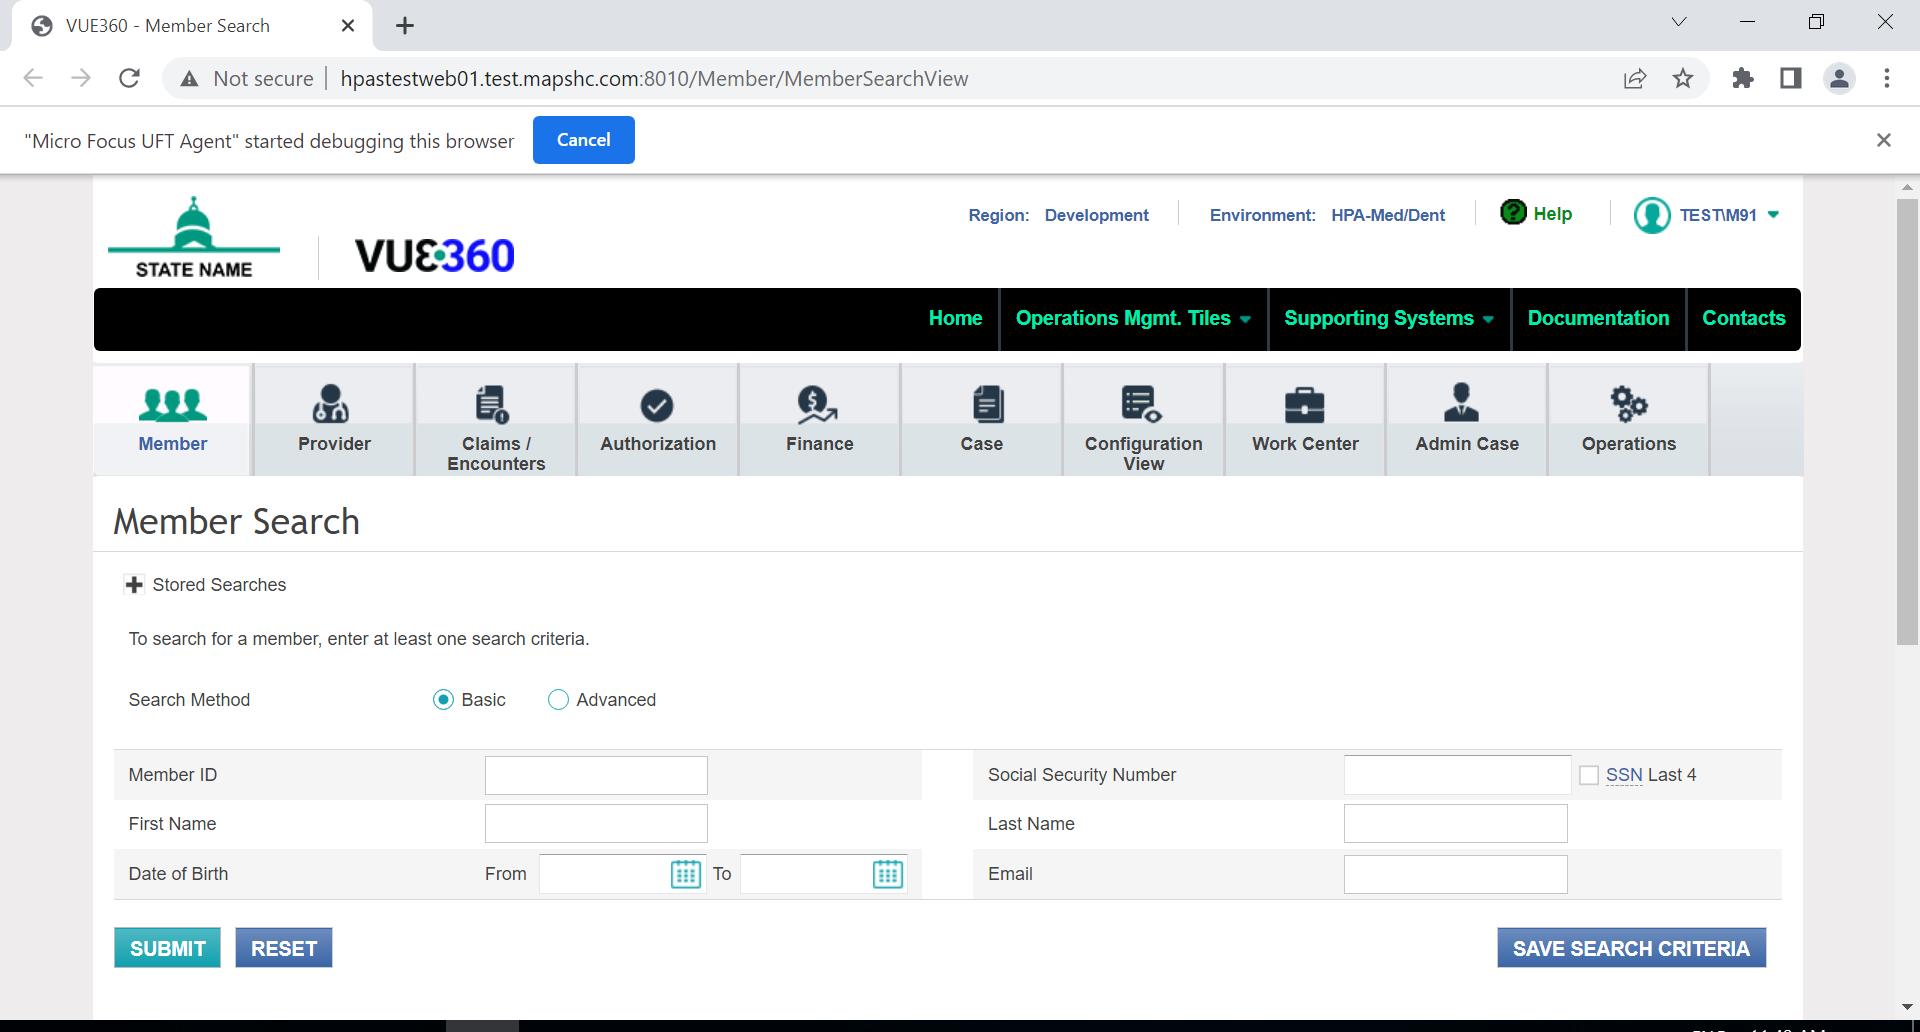 VUE360 - Member Search
Not secure hpastestweb01.test.mapshc.com:8010/Member/MemberSearchView
"Micro Focus UFT Agent" started debugging this browser Cancel
STATE NAME
VUE360
Region: Development Environment: HPA-Med/Dent ? Help TEST\M91
Home Operations Mgmt. Tiles Supporting Systems Documentation Contacts
Member Provider Claims / Encounters Authorization Finance Case Configuration View Work Center Admin Case Operations
Member Search
Stored Searches
To search for a member, enter at least one search criteria.
Search Method Basic Advanced
Member ID Social Security Number SSN Last 4
First Name Last Name
Date of Birth From To Email
SUBMIT RESET SAVE SEARCH CRITERIA